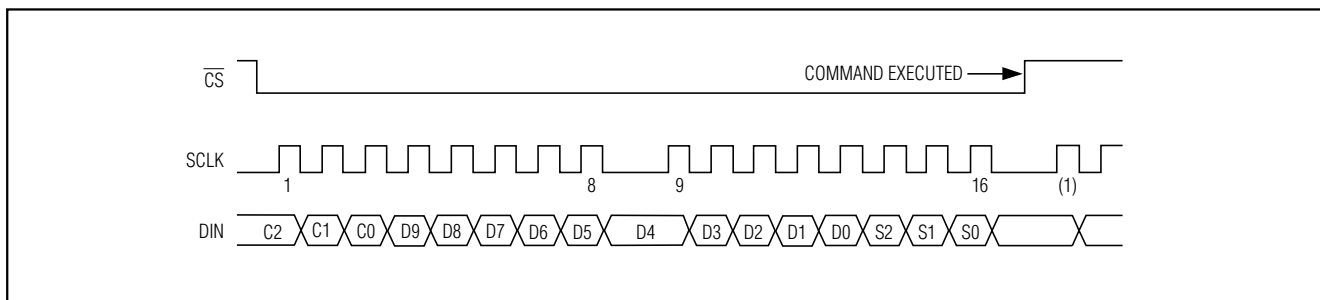 CS COMMAND EXECUTED
SCLK
1 8 9 16 (1)
DIN C2 C1 C0 D9 D8 D7 D6 D5 D4 D3 D2 D1 D0 S2 S1 S0